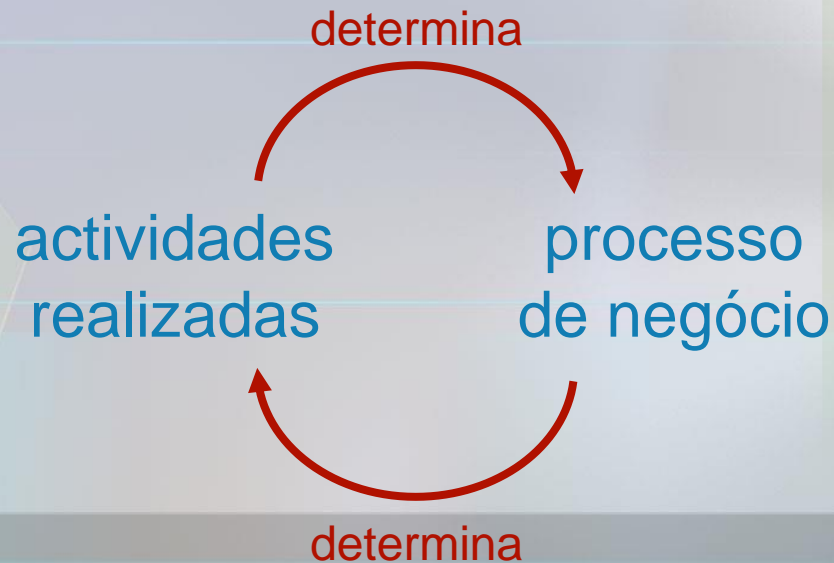 determina
actividades
realizadas
processo
de negócio
determina